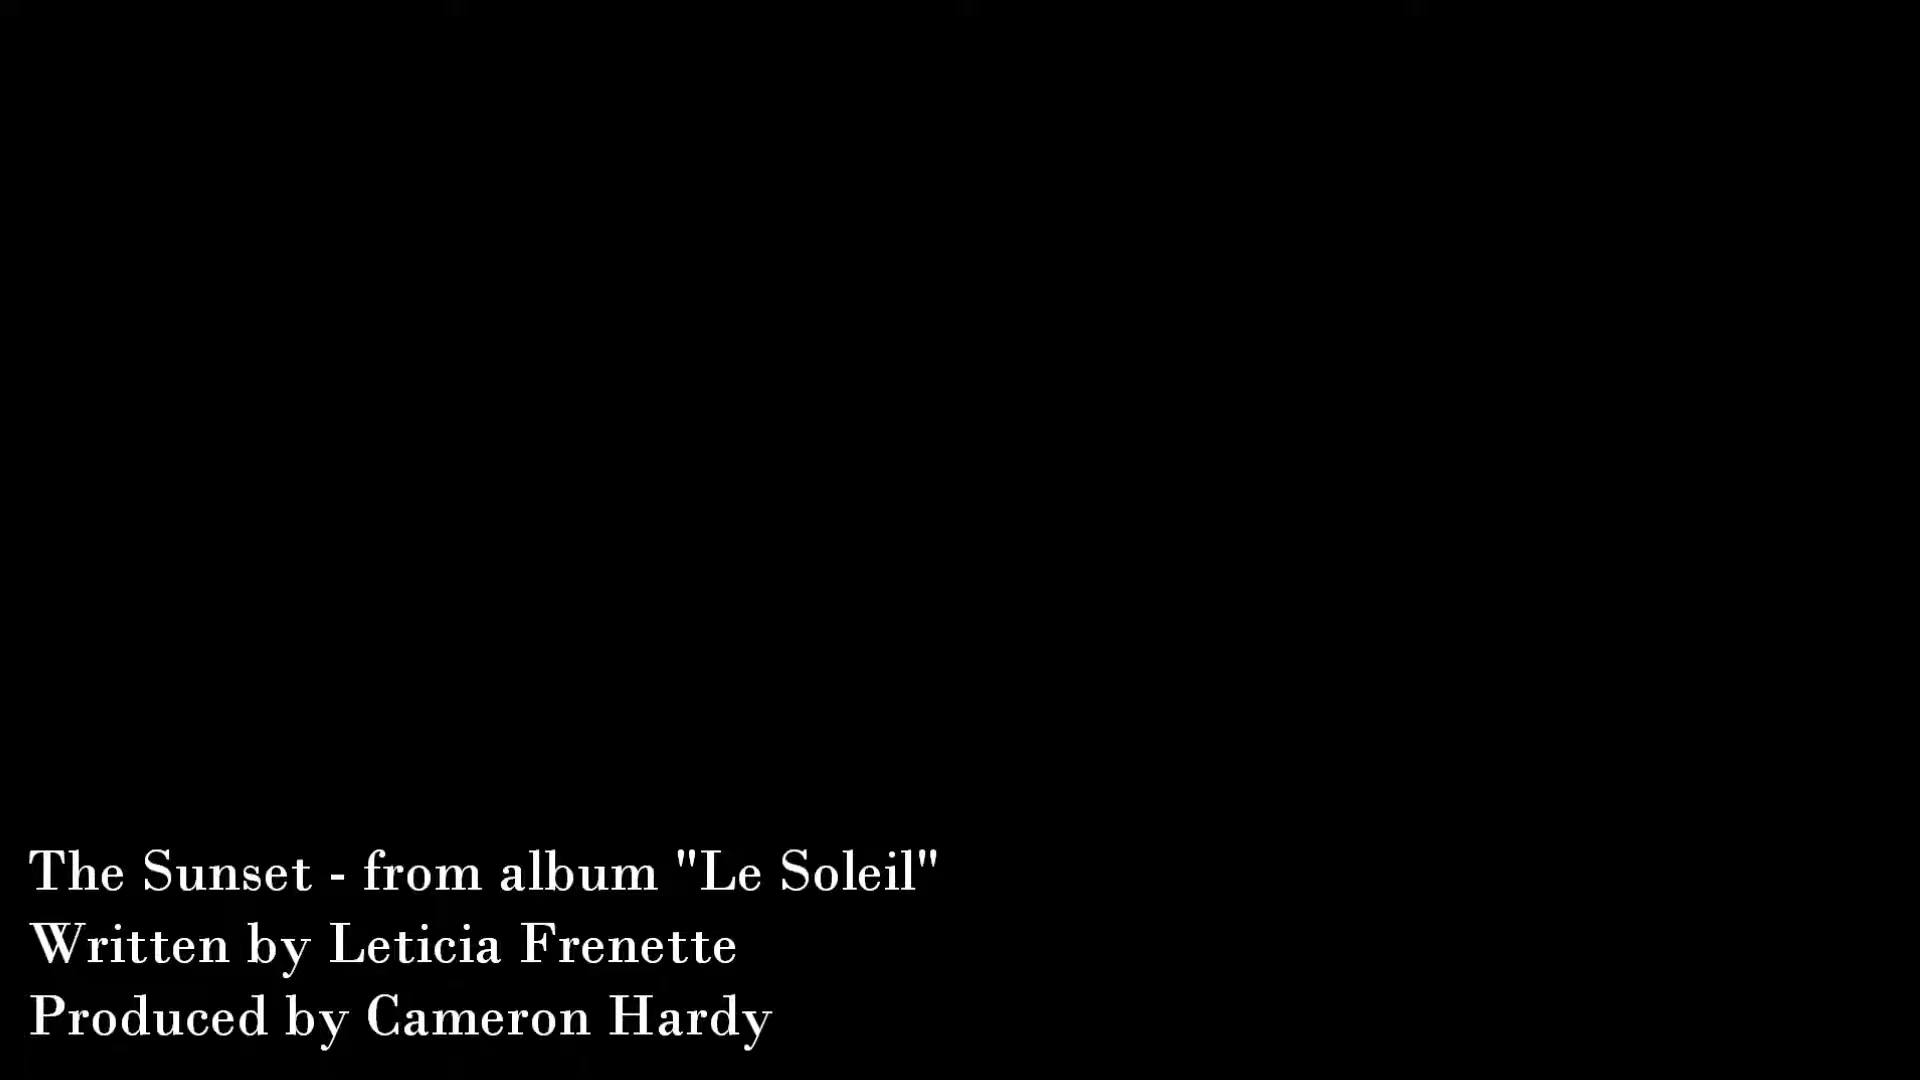 The Sunset - from album "Le Soleil"
Written by Leticia Frenette
Produced by Cameron Hardy